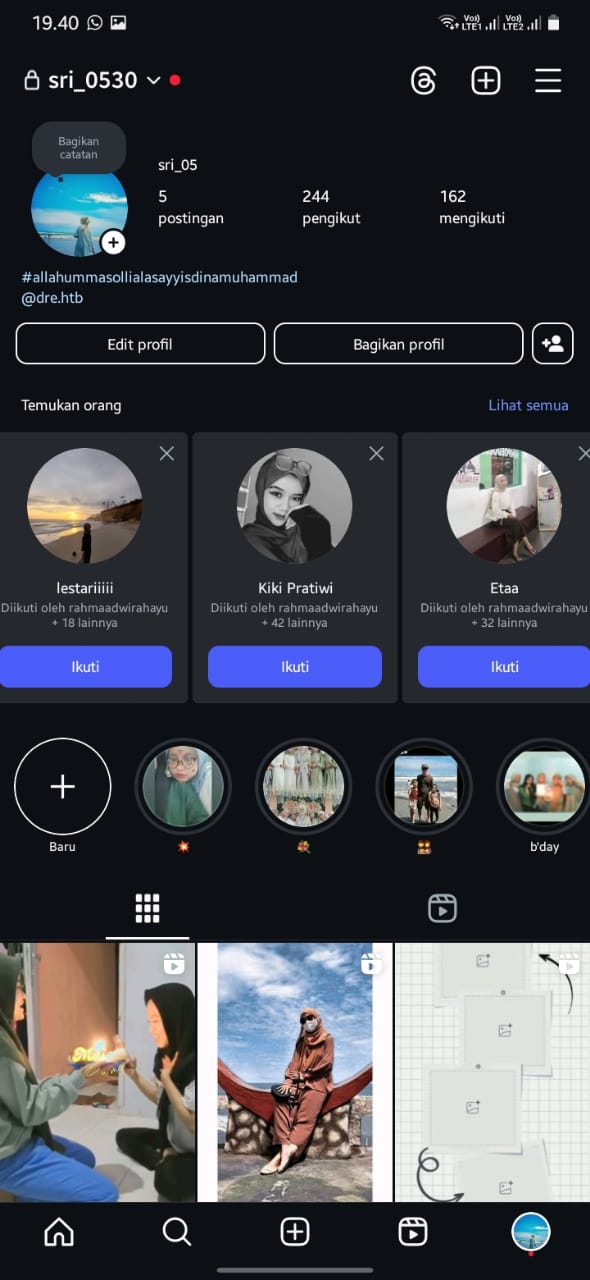 19.40
Vo)) LTE1 Vo)) LTE2
sri_0530
Bagikan
catatan
sri_05
5 244 162
postingan pengikut mengikuti
#allahummasollialasayyisdinamuhammad
@dre.htb
Edit profil Bagikan profil
Temukan orang Lihat semua
lestariiiii Kiki Pratiwi Etaa
Diikuti oleh rahmaadwirahayu Diikuti oleh rahmaadwirahayu Diikuti oleh rahmaadwirahayu
+ 18 lainnya + 42 lainnya + 32 lainnya
Ikuti Ikuti Ikuti
Baru b'day